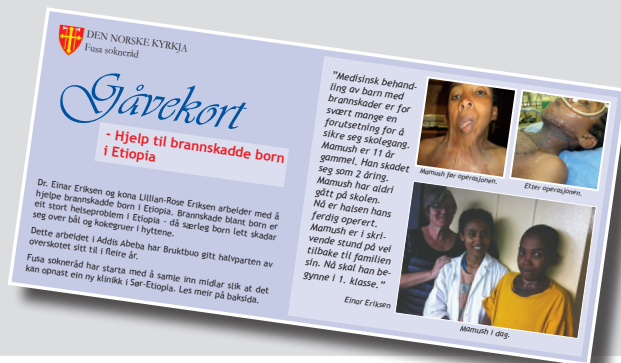 DEN NORSKE KYRKJA
Fusa sokneråd
Gåvekort
- Hjelp til brannskadde born
i Etiopia
Dr. Einar Eriksen og kona Lillian-Rose Eriksen arbeider med å
hjelpe brannskadde born i Etiopia. Brannskade blant born er
eit stort helseproblem i Etiopia - då særleg born lett skadar
seg over bål og kokegruer i hyttene.
Dette arbeidet i Addis Abeba har Bruktbuo gitt halvparten av
overskotet sitt til i fleire år.
Fusa sokneråd har starta med å samle inn midlar slik at det
kan opnast ein ny klinikk i Sør-Etiopia. Les meir på baksida.
"Medisinsk behand-
ling av barn med
brannskader er for
svært mange en
forutsetning for å
sikre seg skolegang.
Mamush er 11 år
gammel. Han skadet
seg som 2 åring.
Mamush har aldri
gått på skolen.
Nå er halsen hans
ferdig operert.
Mamush er i skri-
vende stund på vei
tilbake til familien
sin. Nå skal han be-
gynne i 1. klasse."
Einar Eriksen
Mamush før operasjonen.
Etter operasjonen.
Mamush i dag.